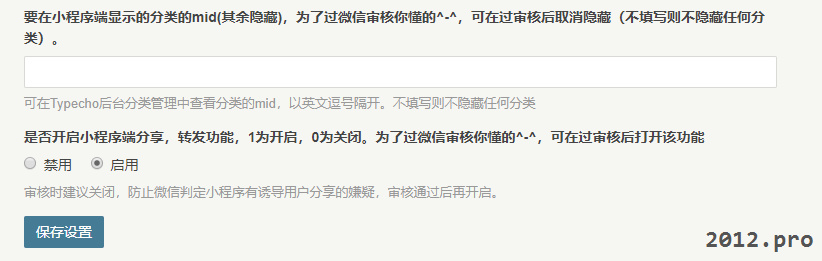 要在小程序端显示的分类的mid(其余隐藏)，为了过微信审核你懂的^-^，可在过审核后取消隐藏（不填写则不隐藏任何分
类）。
可在Typecho后台分类管理中查看分类的mid，以英文逗号隔开。不填写则不隐藏任何分类
是否开启小程序端分享，转发功能，1为开启，0为关闭。为了过微信审核你懂的^-^，可在过审核后打开该功能
禁用 启用
审核时建议关闭，防止微信判定小程序有诱导用户分享的嫌疑，审核通过后再开启。
保存设置
2012.pro